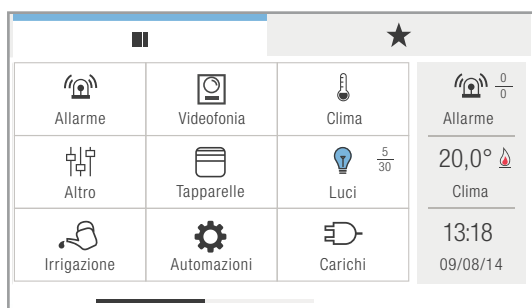 Allarme
Videofonia
Clima
0
0
Allarme
Altro
Tapparelle
5
30
Luci
20,0°
Clima
Irrigazione
Automazioni
Carichi
13:18
09/08/14